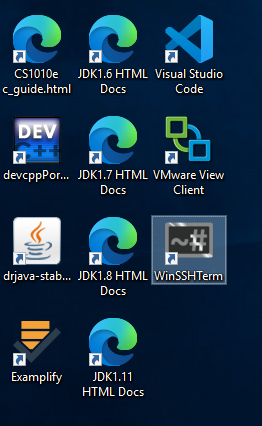 CS1010e
c_guide.html
JDK1.6 HTML
Docs
Visual Studio
Code
DEV
C++
devcppPor...
JDK1.7 HTML
Docs
VMware View
Client
drjava-stab...
JDK1.8 HTML
Docs
~#
WinSSHTerm
Examplify
JDK1.11
HTML Docs